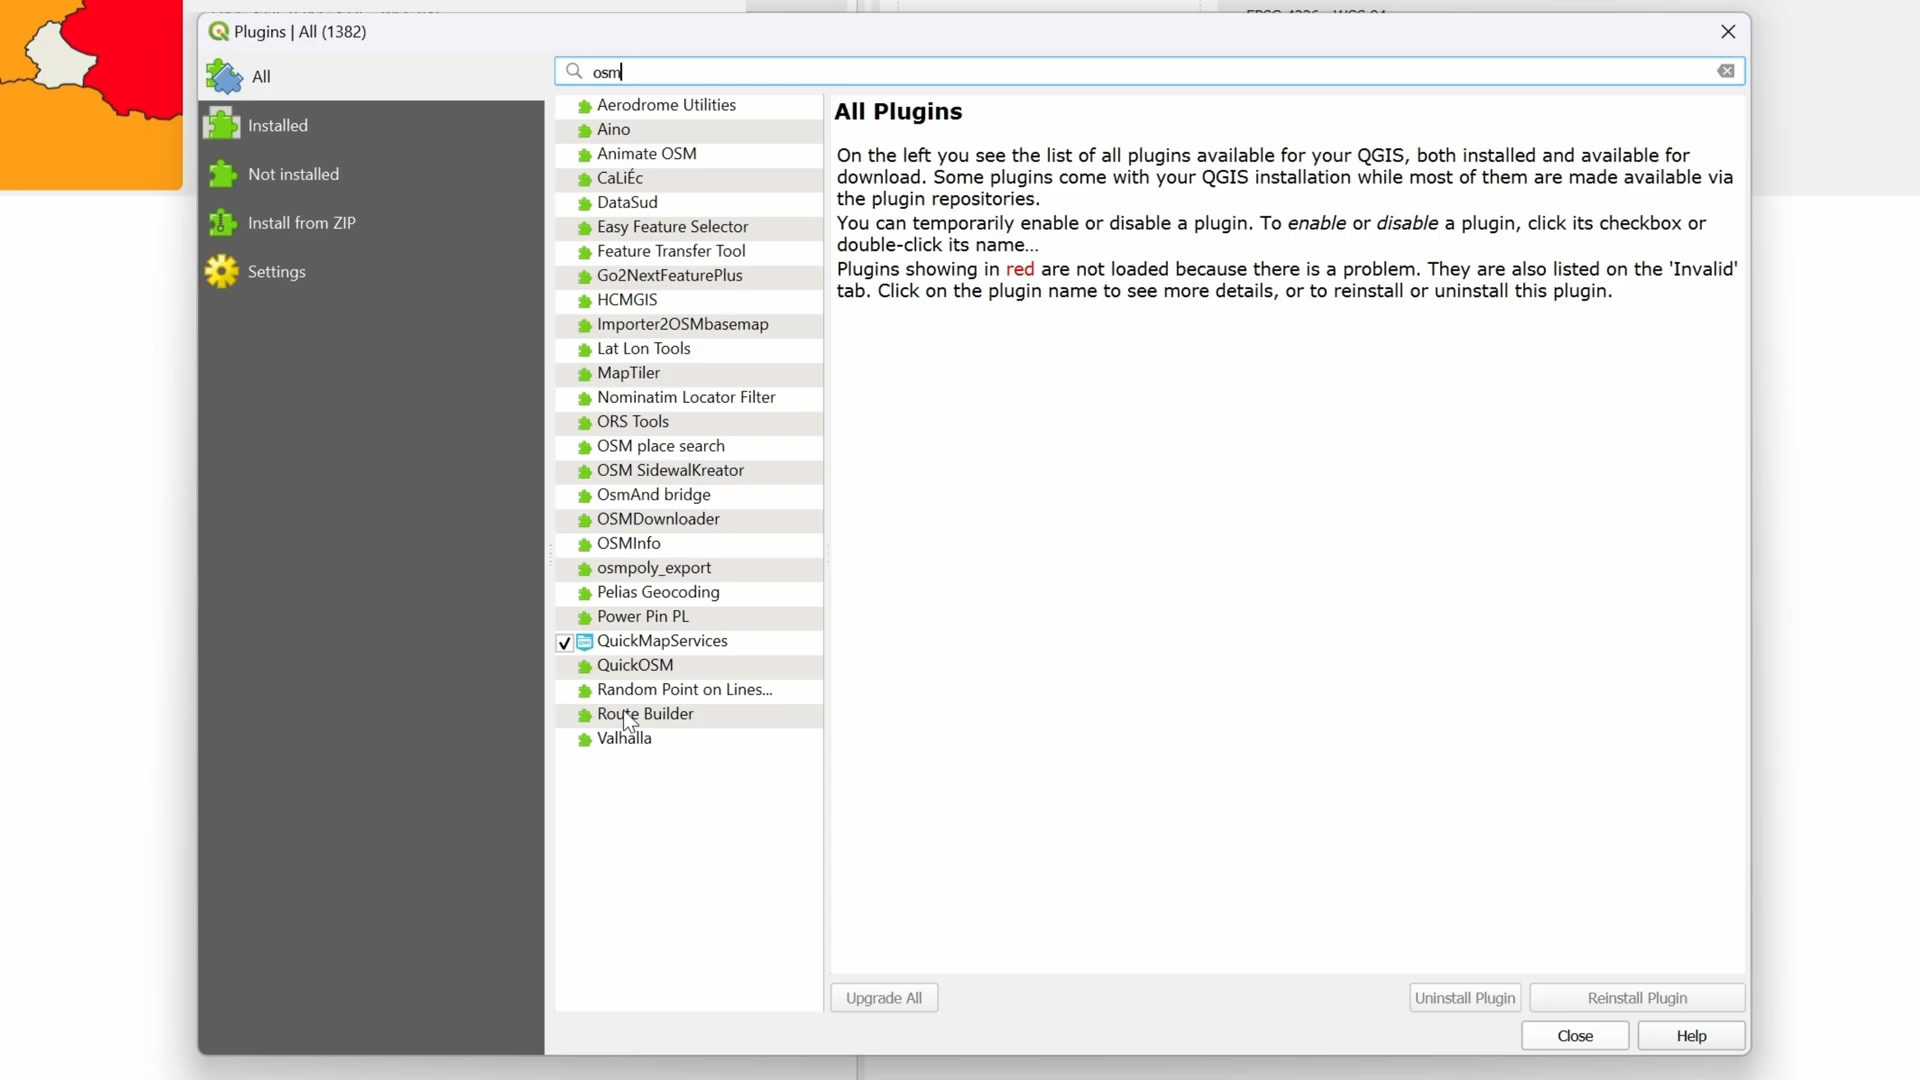 Plugins | All (1382)
All
osm
Installed
Not installed
Install from ZIP
Settings
Aerodrome Utilities
Aino
Animate OSM
CaLiÉc
DataSud
Easy Feature Selector
Feature Transfer Tool
Go2NextFeaturePlus
HCMGIS
Importer2OSMbasemap
Lat Lon Tools
MapTiler
Nominatim Locator Filter
ORS Tools
OSM place search
OSM SidewalKreator
OsmAnd bridge
OSMDownloader
OSMInfo
osmpoly_export
Pelias Geocoding
Power Pin PL
QuickMapServices
QuickOSM
Random Point on Lines...
Route Builder
Valhalla
All Plugins
On the left you see the list of all plugins available for your QGIS, both installed and available for
download. Some plugins come with your QGIS installation while most of them are made available via
the plugin repositories.
You can temporarily enable or disable a plugin. To enable or disable a plugin, click its checkbox or
double-click its name...
Plugins showing in red are not loaded because there is a problem. They are also listed on the 'Invalid'
tab. Click on the plugin name to see more details, or to reinstall or uninstall this plugin.
Upgrade All
Uninstall Plugin
Reinstall Plugin
Close
Help